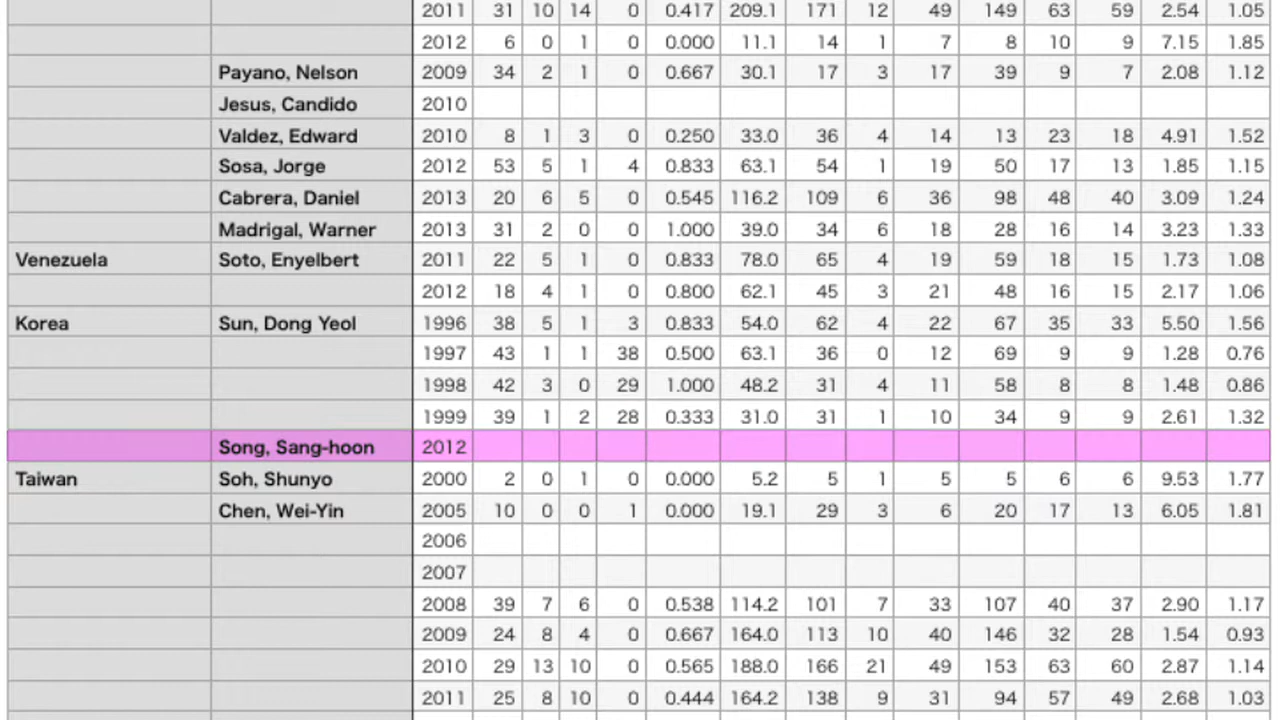 2011 31 10 14 0 0.417 209.1 171 12 49 149 63 59 2.54 1.05
2012 6 0 1 0 0.000 11.1 14 1 7 8 10 9 7.15 1.85
Payano, Nelson 2009 34 2 1 0 0.667 30.1 17 3 17 39 9 7 2.08 1.12
Jesus, Candido 2010
Valdez, Edward 2010 8 1 3 0 0.250 33.0 36 4 14 13 23 18 4.91 1.52
Sosa, Jorge 2012 53 5 1 4 0.833 63.1 54 1 19 50 17 13 1.85 1.15
Cabrera, Daniel 2013 20 6 5 0 0.545 116.2 109 6 36 98 48 40 3.09 1.24
Madrigal, Warner 2013 31 2 0 0 1.000 39.0 34 6 18 28 16 14 3.23 1.33
Venezuela Soto, Enyelbert 2011 22 5 1 0 0.833 78.0 65 4 19 59 18 15 1.73 1.08
2012 18 4 1 0 0.800 62.1 45 3 21 48 16 15 2.17 1.06
Korea Sun, Dong Yeol 1996 38 5 1 3 0.833 54.0 62 4 22 67 35 33 5.50 1.56
1997 43 1 1 38 0.500 63.1 36 0 12 69 9 9 1.28 0.76
1998 42 3 0 29 1.000 48.2 31 4 11 58 8 8 1.48 0.86
1999 39 1 2 28 0.333 31.0 31 1 10 34 9 9 2.61 1.32
Song, Sang-hoon 2012
Taiwan Soh, Shunyo 2000 2 0 1 0 0.000 5.2 5 1 5 5 6 6 9.53 1.77
Chen, Wei-Yin 2005 10 0 0 1 0.000 19.1 29 3 6 20 17 13 6.05 1.81
2006
2007
2008 39 7 6 0 0.538 114.2 101 7 33 107 40 37 2.90 1.17
2009 24 8 4 0 0.667 164.0 113 10 40 146 32 28 1.54 0.93
2010 29 13 10 0 0.565 188.0 166 21 49 153 63 60 2.87 1.14
2011 25 8 10 0 0.444 164.2 138 9 31 94 57 49 2.68 1.03